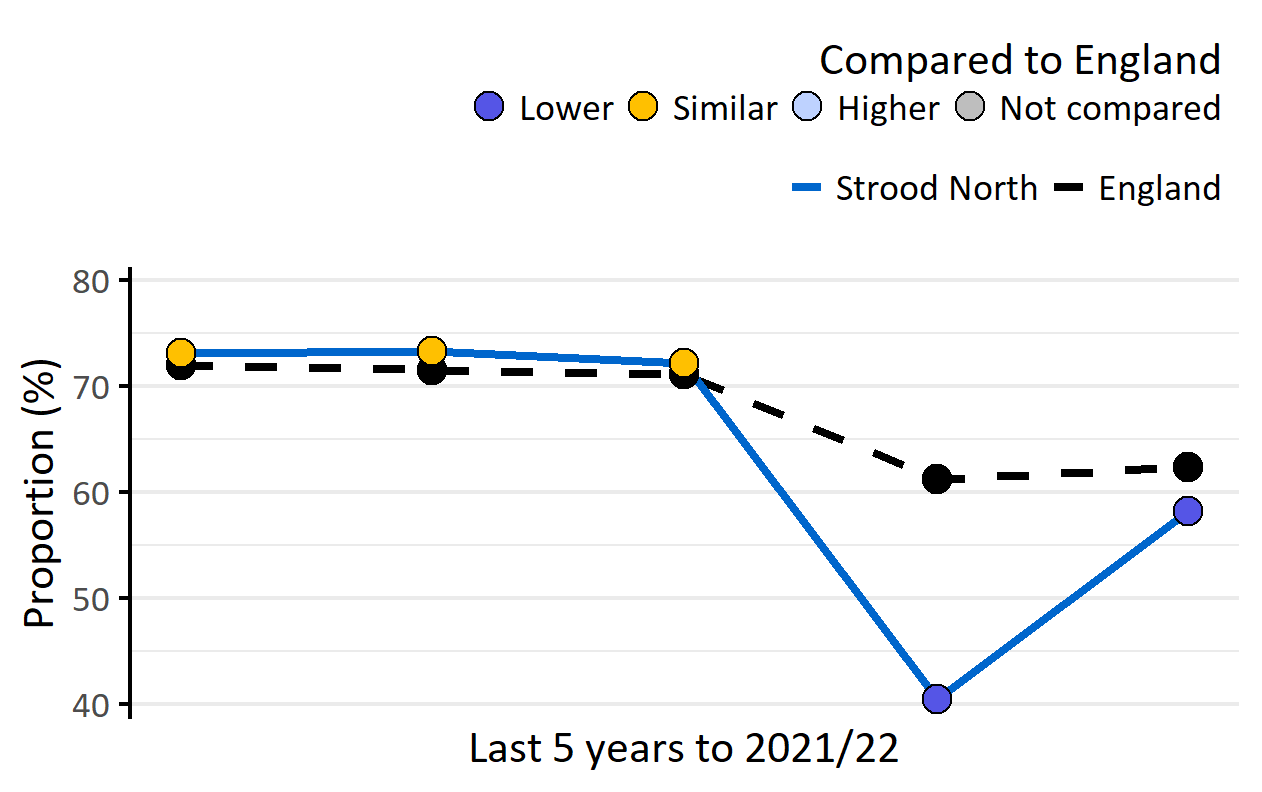 Compared to England
Lower Similar Higher Not compared
Strood North England
80
70
60
50
40
Proportion (%)
Last 5 years to 2021/22